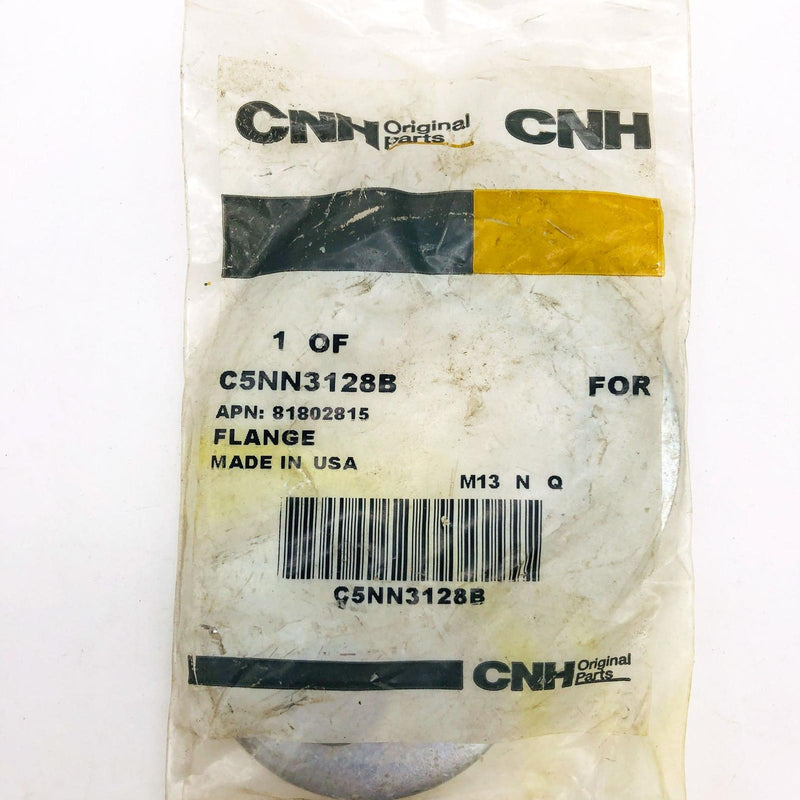 CNH Original Parts CNH
1 OF
C5NN3128B FOR
APN: 81802815
FLANGE
MADE IN USA
M13 N Q
C5NN3128B
CNH Original Parts